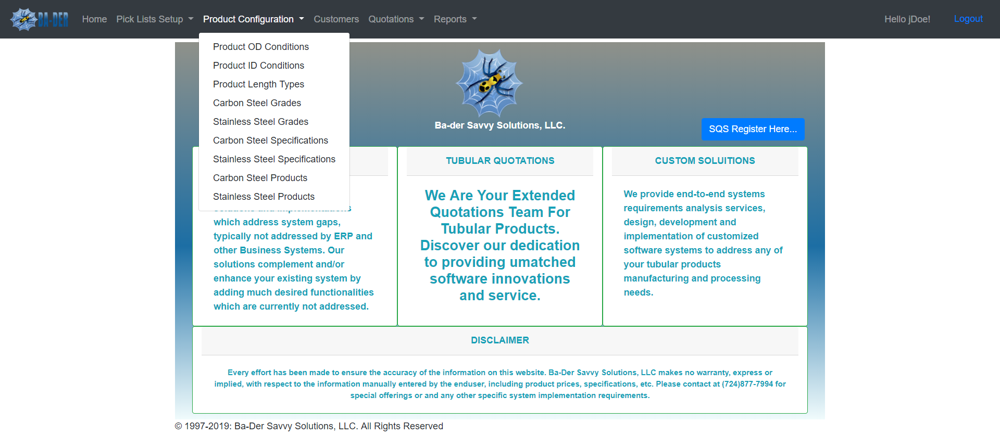 BA-DER Home Pick Lists Setup Product Configuration Customers Quotations Reports Hello jDoe! Logout
Product OD Conditions
Product ID Conditions
Product Length Types
Carbon Steel Grades
Stainless Steel Grades
Carbon Steel Specifications
Stainless Steel Specifications
Carbon Steel Products
Stainless Steel Products
Ba-der Savvy Solutions, LLC.
SQS Register Here...
which address system gaps,
typically not addressed by ERP and
other Business Systems. Our
solutions complement and/or
enhance your existing system by
adding much desired functionalities
which are currently not addressed.
TUBULAR QUOTATIONS
We Are Your Extended
Quotations Team For
Tubular Products.
Discover our dedication
to providing umatched
software innovations
and service.
CUSTOM SOLUITIONS
We provide end-to-end systems
requirements analysis services,
design, development and
implementation of customized
software systems to address any of
your tubular products
manufacturing and processing
needs.
DISCLAIMER
Every effort has been made to ensure the accuracy of the information on this website. Ba-Der Savvy Solutions, LLC makes no warranty, express or
implied, with respect to the information manually entered by the enduser, including product prices, specifications, etc. Please contact at (724)877-7994 for
special offerings or and any other specific system implementation requirements.
© 1997-2019: Ba-Der Savvy Solutions, LLC. All Rights Reserved